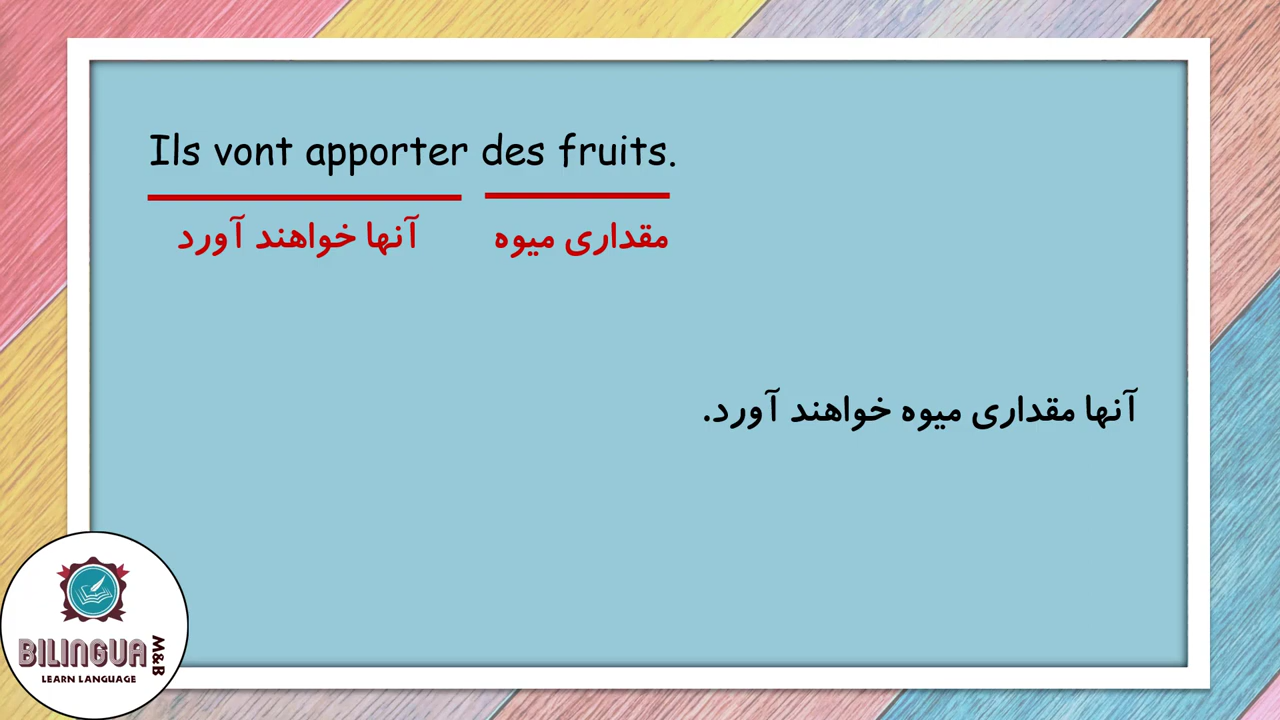 Ils vont apporter des fruits.
آنها خواهند آورد
مقداری میوه
آنها مقداری میوه خواهند آورد.
BILINGUA
M&B
LEARN LANGUAGE